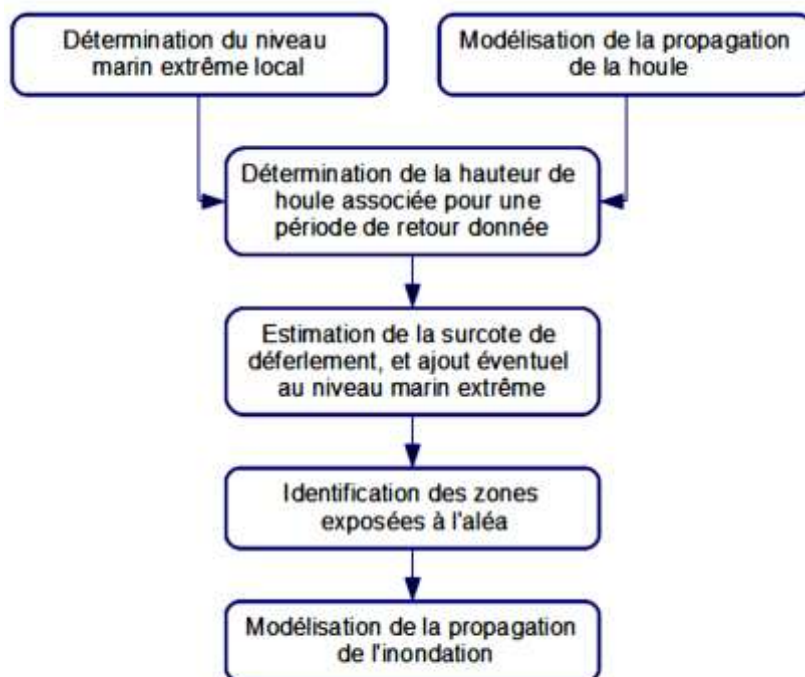 Détermination du niveau
marin extrême local
Modélisation de la propagation
de la houle
Détermination de la hauteur de
houle associée pour une
période de retour donnée
Estimation de la surcote de
déferlement, et ajout éventuel
au niveau marin extrême
Identification des zones
exposées à l'aléa
Modélisation de la propagation
de l'inondation